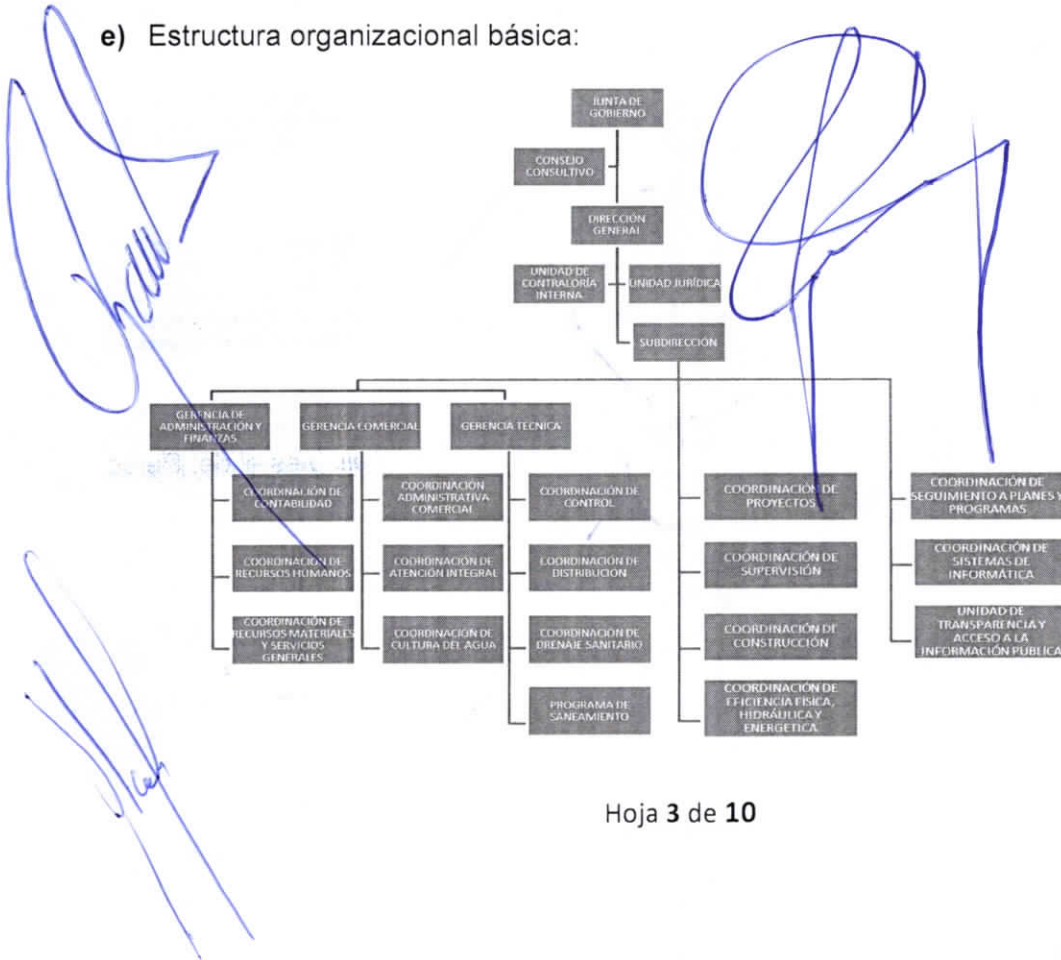 e) Estructura organizacional básica:
JUNTA DE
GOBIERNO
CONSEJO
CONSULTIVO
DIRECCIÓN
GENERAL
UNIDAD DE
CONTRALORÍA
INTERNA
UNIDAD JURÍDICA
SUBDIRECCIÓN
GERENCIA DE
ADMINISTRACIÓN Y
FINANZAS
GERENCIA COMERCIAL
GERENCIA TECNICA
COORDINACIÓN DE
CONTABILIDAD
COORDINACION
ADMINISTRATIVA
COMERCIAL
COORDINACIÓN DE
CONTROL
COORDINACIÓN DE
PROYECTOS
COORDINACIÓN DE
SEGUIMIENTO A PLANES Y
PROGRAMAS
COORDINACIÓN DE
RECURSOS HUMANOS
COORDINACIÓN DE
ATENCIÓN INTEGRAL
COORDINACIÓN DE
DISTRIBUCIÓN
COORDINACIÓN DE
SUPERVISIÓN
COORDINACIÓN DE
SISTEMAS DE
INFORMÁTICA
COORDINACIÓN DE
RECURSOS MATERIALES
Y SERVICIOS
GENERALES
COORDINACIÓN DE
CULTURA DEL AGUA
COORDINACIÓN DE
DRENAJE SANITARIO
COORDINACIÓN DE
CONSTRUCCIÓN
UNIDAD DE
TRANSPARENCIA Y
ACCESO A LA
INFORMACIÓN PÚBLICA
PROGRAMA DE
SANEAMIENTO
COORDINACIÓN DE
EFICIENCIA FÍSICA,
HIDRÁULICA Y
ENERGETICA
Hoja 3 de 10